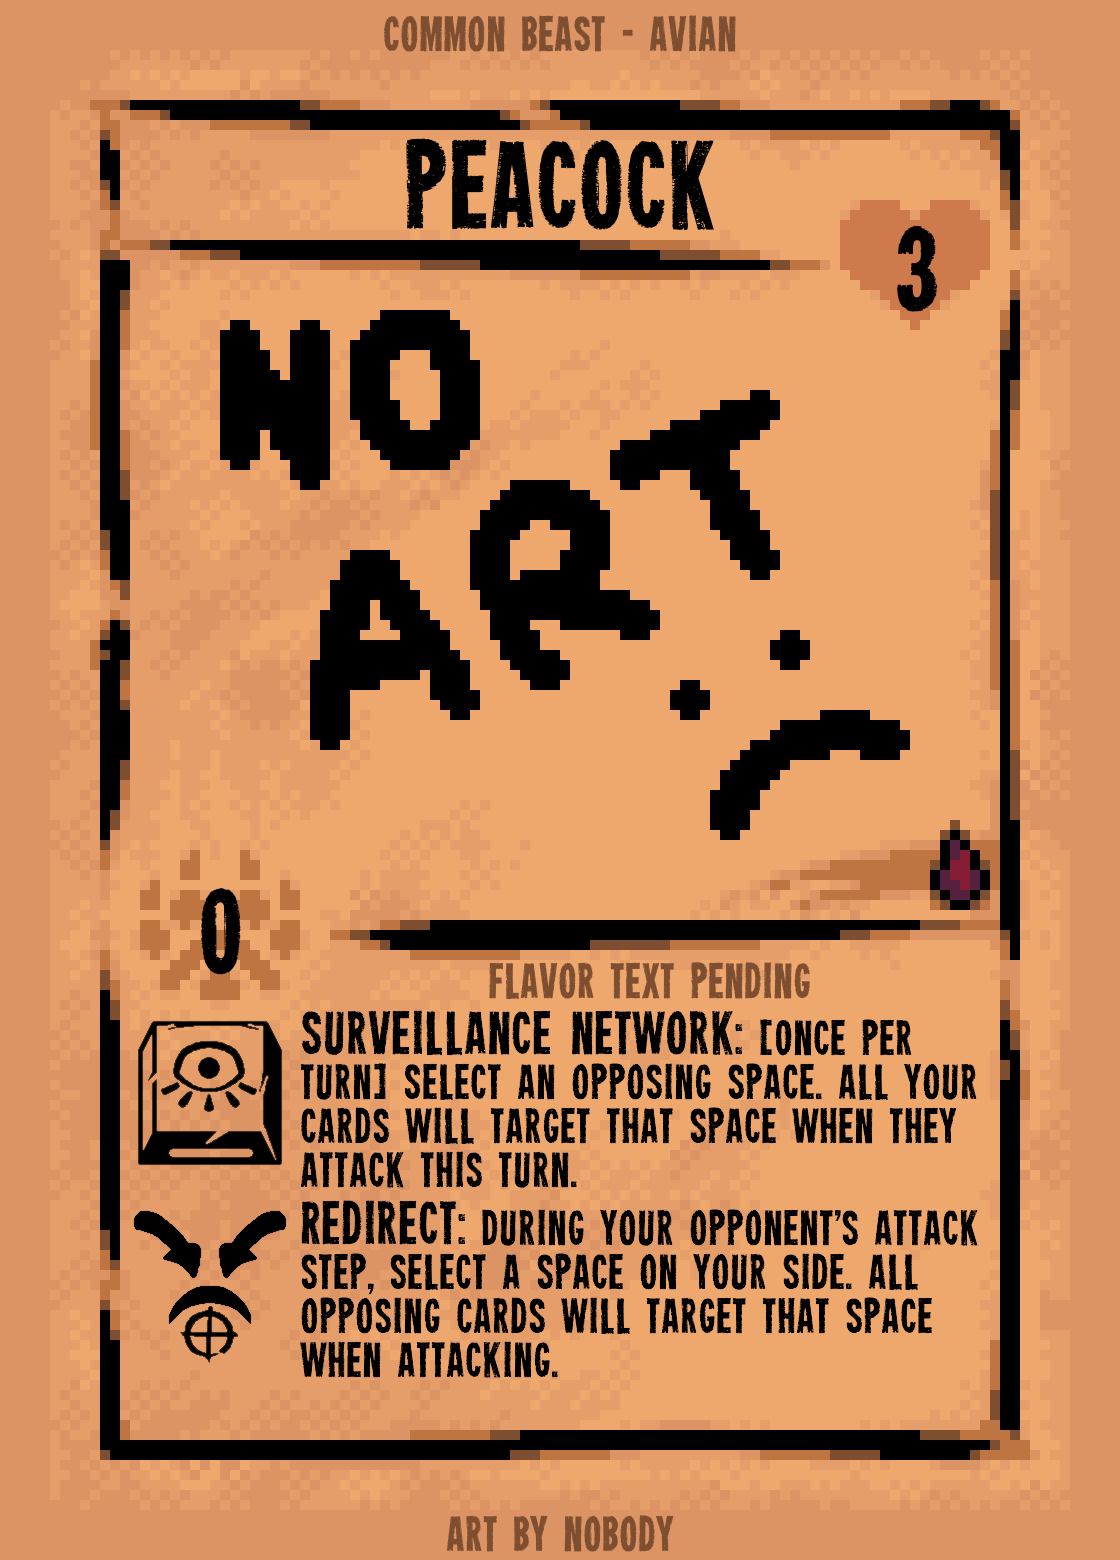 COMMON BEAST - AVIAN
PEACOCK
3
NO
ART
0
FLAVOR TEXT PENDING
SURVEILLANCE NETWORK: [ONCE PER
TURN] SELECT AN OPPOSING SPACE. ALL YOUR
CARDS WILL TARGET THAT SPACE WHEN THEY
ATTACK THIS TURN.
REDIRECT: DURING YOUR OPPONENT'S ATTACK
STEP, SELECT A SPACE ON YOUR SIDE. ALL
OPPOSING CARDS WILL TARGET THAT SPACE
WHEN ATTACKING.
ART BY NOBODY